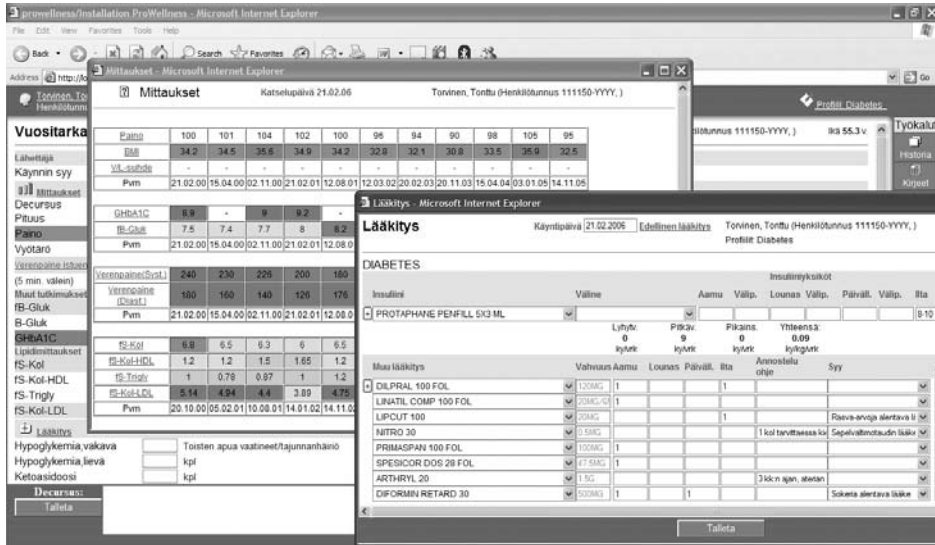 prowellness/Installation ProWellness - Microsoft Internet Explorer
File Edit View Favorites Tools Help
Back Search Favorites
Address http://lo Go
Torvinen, To
Henkilötunnu
Profiili Diabetes
Vuositarka
ilötunnus 111150-YYYY, ) Ikä 55.3 v.
Työkalut
Historia
Kirjeet
Lähettäjä
Käynnin syy
Mittaukset
Decursus
Pituus
Paino
Vyötärö
Verenpaine istuen
(5 min. välein)
Muut tutkimukset
fB-Gluk
B-Gluk
GHbA1C
Lipidimittaukset
fS-Kol
fS-Kol-HDL
fS-Trigly
fS-Kol-LDL
Lääkitys
Hypoglykemia,vakava Toisten apua vaatineet/tajunnanhäiriö
Hypoglykemia,lievä kpl
Ketoasidoosi kpl
Decursus:
Talleta
Mittaukset - Microsoft Internet Explorer
Mittaukset Katselupäivä 21.02.06 Torvinen, Tonttu (Henkilötunnus 111150-YYYY, )
Paino 100 101 104 102 100 96 94 90 98 105 95
BMI 34.2 34.5 35.6 34.9 34.2 32.8 32.1 30.8 33.5 35.9 32.5
V/L-suhde - - - - - - - - - - -
Pvm 21.02.00 15.04.00 02.11.00 21.02.01 12.08.01 12.03.02 20.02.03 20.11.03 15.04.04 03.01.05 14.11.05
GHbA1C 8.9 - 9 9.2 -
fB-Gluk 7.5 7.4 7.7 8 8.2
Pvm 21.02.00 15.04.00 02.11.00 21.02.01 12.08.0
Verenpaine(Syst.) 240 230 225 200 180
Verenpaine (Diast.) 180 160 140 126 176
Pvm 21.02.00 15.04.00 02.11.00 21.02.01 12.08.0
fS-Kol 6.8 6.5 6.3 6 6.5
fS-Kol-HDL 1.2 1.2 1.5 1.65 1.2
fS-Trigly 1 0.78 0.87 1 1.2
fS-Kol-LDL 5.14 4.94 4.4 3.89 4.75
Pvm 20.10.00 05.02.01 10.08.01 14.01.02 14.11.0
Lääkitys - Microsoft Internet Explorer
Lääkitys Käyntipäivä 21.02.2006 Edellinen lääkitys Torvinen, Tonttu (Henkilötunnus 111150-YYYY, )
Profiilit: Diabetes
DIABETES
Insuliiniyksiköt
Insuliini Väline Aamu Välip. Lounas Välip. Päiväll. Välip. Ilta
+ PROTAPHANE PENFILL 5X3 ML 8-10
Lyhytv. Pitkäv. Pikains. Yhteensä:
0 9 0 0.09
ky/vrk ky/vrk ky/vrk ky/kg/vrk
Muu lääkitys Vahvuus Aamu Lounas Päiväll. Ilta Annostelu ohje Syy
+ DILPRAL 100 FOL 120MG 1 1
LINATIL COMP 100 FOL 1
LIPCUT 100 20MG 1 Rasva-arvoja alentava lä
NITRO 30 0.5MG 1 kol tarvittaessa Sepelvaltimotaudin lääke
PRIMASPAN 100 FOL 100MG 1
SPESICOR DOS 28 FOL 47.5MG 1
ARTHRYL 20 1.5G 3 kk:n ajan,
DIFORMIN RETARD 30 500MG 1 1 Sokeria alentava lääke
Talleta